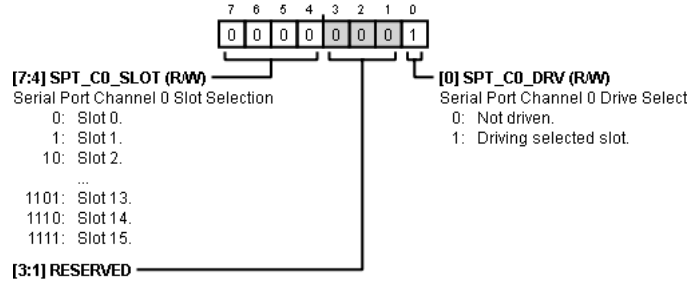 7 6 5 4 3 2 1 0
0 0 0 0 0 0 0 1
[7:4] SPT_C0_SLOT (R/W)
Serial Port Channel 0 Slot Selection
0: Slot 0.
1: Slot 1.
10: Slot 2.
...
1101: Slot 13.
1110: Slot 14.
1111: Slot 15.
[3:1] RESERVED
[0] SPT_C0_DRV (R/W)
Serial Port Channel 0 Drive Select
0: Not driven.
1: Driving selected slot.